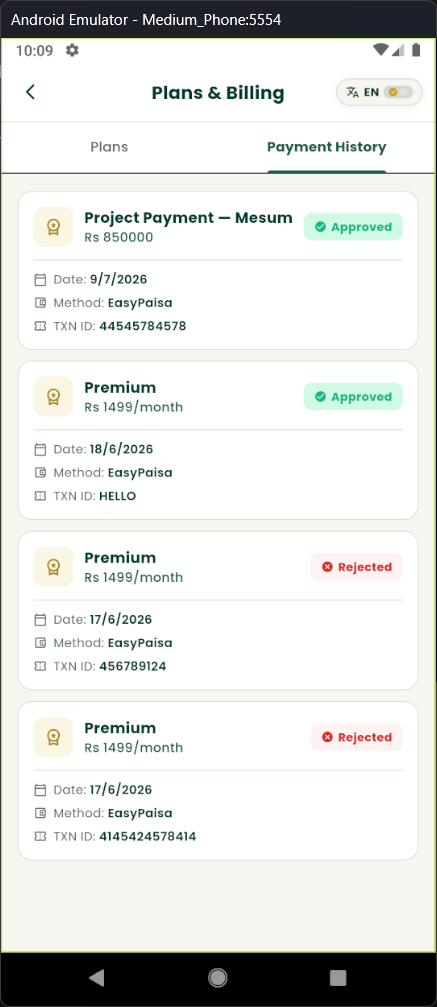 Android Emulator - Medium_Phone:5554
10:09
Plans & Billing
EN
Plans
Payment History
Project Payment — Mesum
Approved
Rs 850000
Date: 9/7/2026
Method: EasyPaisa
TXN ID: 44545784578
Premium
Approved
Rs 1499/month
Date: 18/6/2026
Method: EasyPaisa
TXN ID: HELLO
Premium
Rejected
Rs 1499/month
Date: 17/6/2026
Method: EasyPaisa
TXN ID: 456789124
Premium
Rejected
Rs 1499/month
Date: 17/6/2026
Method: EasyPaisa
TXN ID: 4145424578414